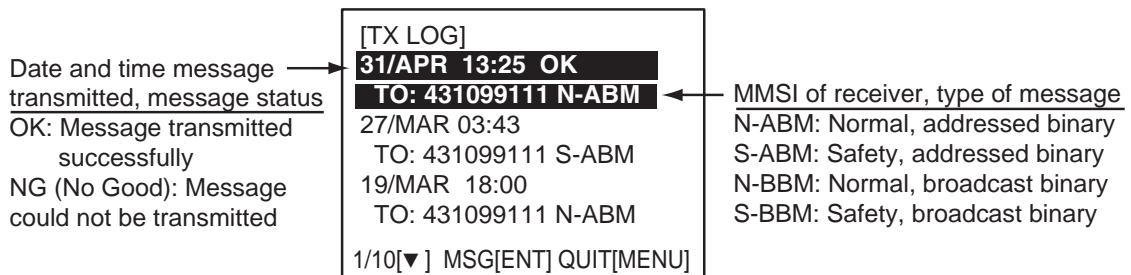 Date and time message
transmitted, message status
OK: Message transmitted
successfully
NG (No Good): Message
could not be transmitted
[TX LOG]
31/APR 13:25 OK
TO: 431099111 N-ABM
27/MAR 03:43
TO: 431099111 S-ABM
19/MAR 18:00
TO: 431099111 N-ABM
1/10[▼] MSG[ENT] QUIT[MENU]
MMSI of receiver, type of message
N-ABM: Normal, addressed binary
S-ABM: Safety, addressed binary
N-BBM: Normal, broadcast binary
S-BBM: Safety, broadcast binary